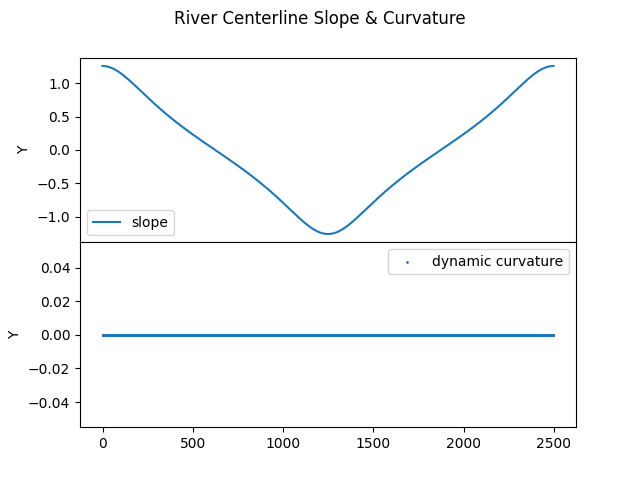 River Centerline Slope & Curvature
1.0
0.5
0.0
−0.5
−1.0
Y
slope
0.04
0.02
0.00
−0.02
−0.04
Y
dynamic curvature
0 500 1000 1500 2000 2500